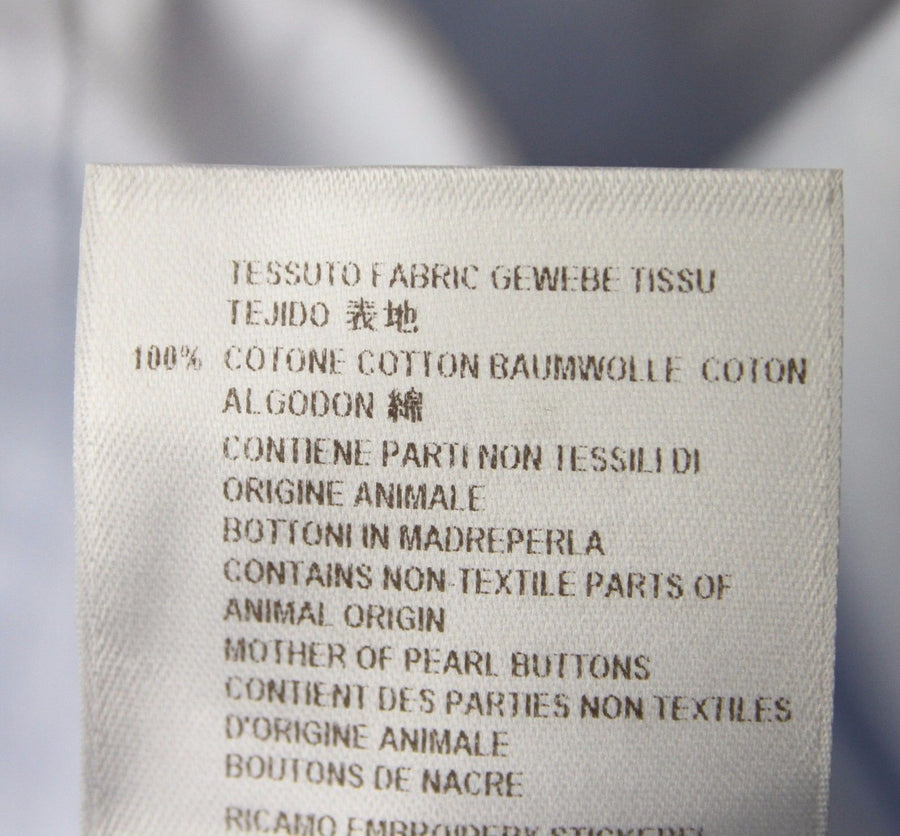 TESSUTO FABRIC GEWEBE TISSU
TEJIDO 表地
100% COTONE COTTON BAUMWOLLE COTON
ALGODON 綿
CONTIENE PARTI NON TESSILI DI
ORIGINE ANIMALE
BOTTONI IN MADREPERLA
CONTAINS NON-TEXTILE PARTS OF
ANIMAL ORIGIN
MOTHER OF PEARL BUTTONS
CONTIENT DES PARTIES NON TEXTILES
D'ORIGINE ANIMALE
BOUTONS DE NACRE
RICAMO EMBROIDERY